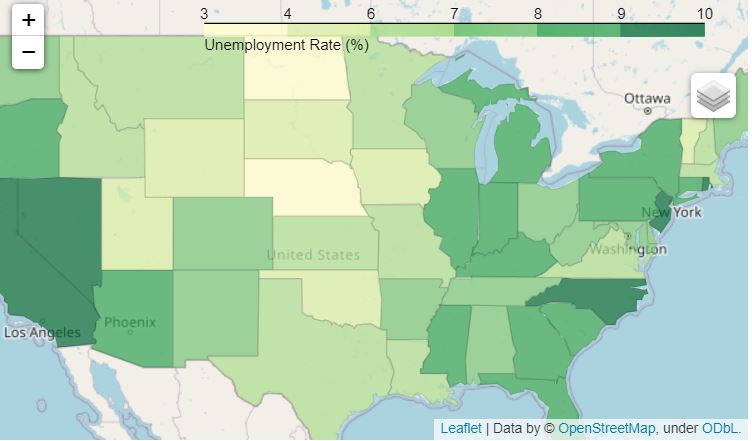 +
−
3 4 6 7 8 9 10
Unemployment Rate (%)
Ottawa
New York
United States
Washington
Phoenix
Los Angeles
Leaflet | Data by © OpenStreetMap, under ODbL.